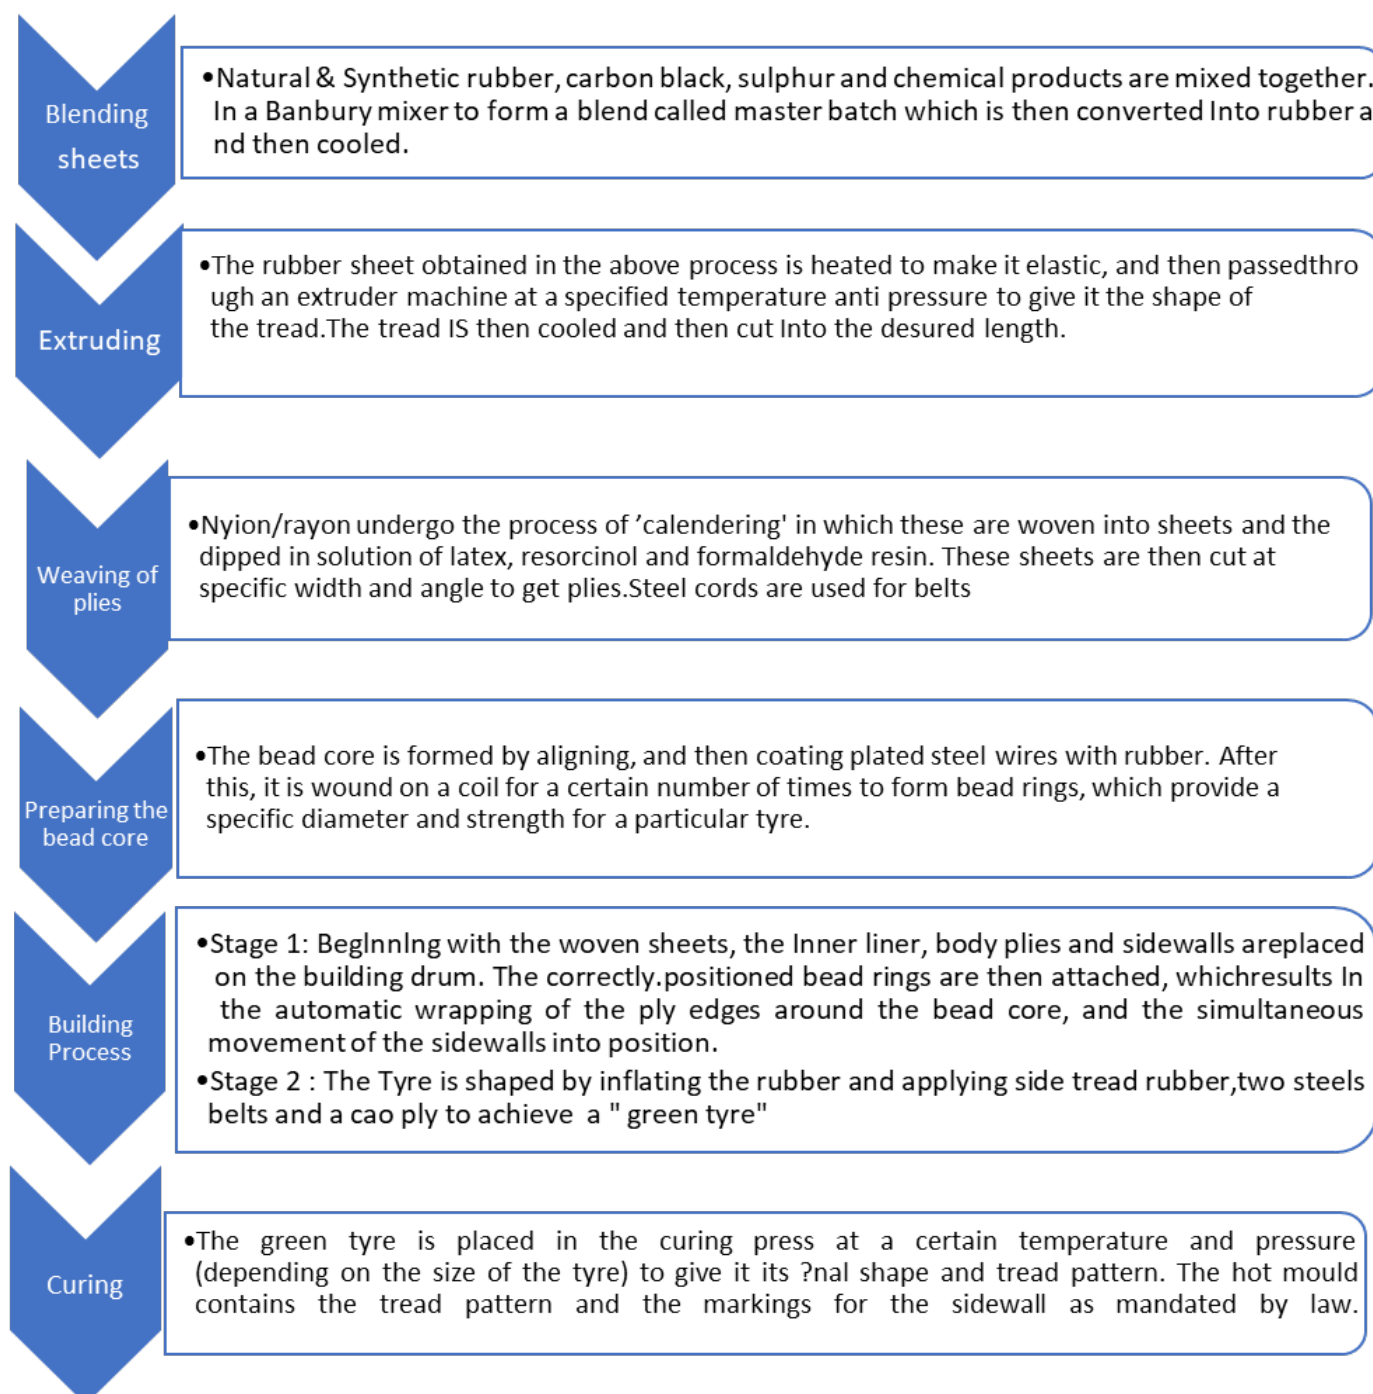 Blending
sheets
•Natural & Synthetic rubber, carbon black, sulphur and chemical products are mixed together.
In a Banbury mixer to form a blend called master batch which is then converted Into rubber a
nd then cooled.
Extruding
•The rubber sheet obtained in the above process is heated to make it elastic, and then passedthro
ugh an extruder machine at a specified temperature anti pressure to give it the shape of
the tread.The tread IS then cooled and then cut Into the desured length.
Weaving of
plies
•Nyion/rayon undergo the process of ’calendering' in which these are woven into sheets and the
dipped in solution of latex, resorcinol and formaldehyde resin. These sheets are then cut at
specific width and angle to get plies.Steel cords are used for belts
Preparing the
bead core
•The bead core is formed by aligning, and then coating plated steel wires with rubber. After
this, it is wound on a coil for a certain number of times to form bead rings, which provide a
specific diameter and strength for a particular tyre.
Building
Process
•Stage 1: BegInnIng with the woven sheets, the Inner liner, body plies and sidewalls areplaced
on the building drum. The correctly.positioned bead rings are then attached, whichresults In
the automatic wrapping of the ply edges around the bead core, and the simultaneous
movement of the sidewalls into position.
•Stage 2 : The Tyre is shaped by inflating the rubber and applying side tread rubber,two steels
belts and a cao ply to achieve a " green tyre"
Curing
•The green tyre is placed in the curing press at a certain temperature and pressure
(depending on the size of the tyre) to give it its ?nal shape and tread pattern. The hot mould
contains the tread pattern and the markings for the sidewall as mandated by law.